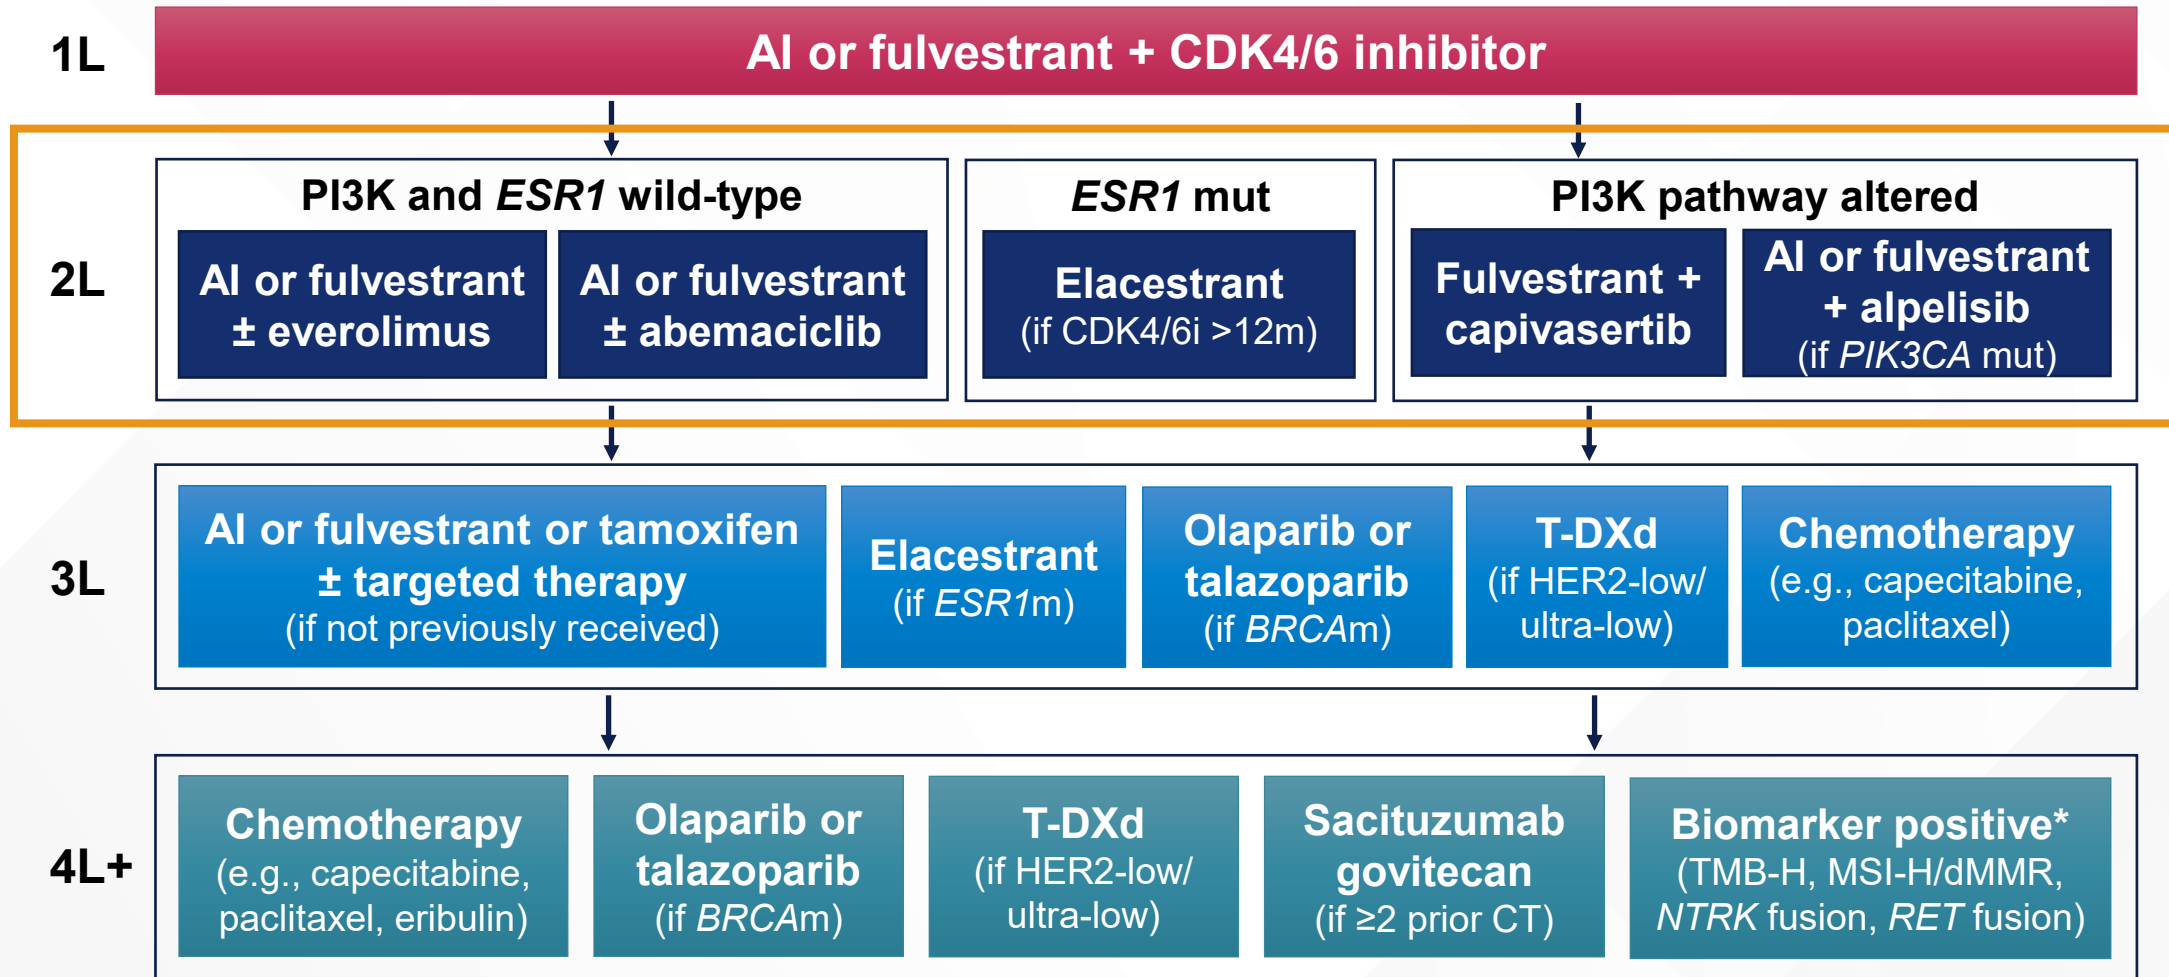 1L
AI or fulvestrant + CDK4/6 inhibitor
2L
PI3K and ESR1 wild-type
AI or fulvestrant
± everolimus
AI or fulvestrant
± abemaciclib
ESR1 mut
Elacestrant
(if CDK4/6i >12m)
PI3K pathway altered
Fulvestrant +
capivasertib
AI or fulvestrant
+ alpelisib
(if PIK3CA mut)
3L
AI or fulvestrant or tamoxifen
± targeted therapy
(if not previously received)
Elacestrant
(if ESR1m)
Olaparib or
talazoparib
(if BRCAm)
T-DXd
(if HER2-low/
ultra-low)
Chemotherapy
(e.g., capecitabine,
paclitaxel)
4L+
Chemotherapy
(e.g., capecitabine,
paclitaxel, eribulin)
Olaparib or
talazoparib
(if BRCAm)
T-DXd
(if HER2-low/
ultra-low)
Sacituzumab
govitecan
(if ≥2 prior CT)
Biomarker positive*
(TMB-H, MSI-H/dMMR,
NTRK fusion, RET fusion)